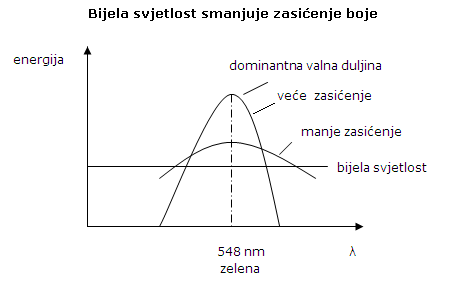 Bijela svjetlost smanjuje zasićenje boje
energija
dominantna valna duljina
veće zasićenje
manje zasićenje
bijela svjetlost
548 nm
zelena
λ